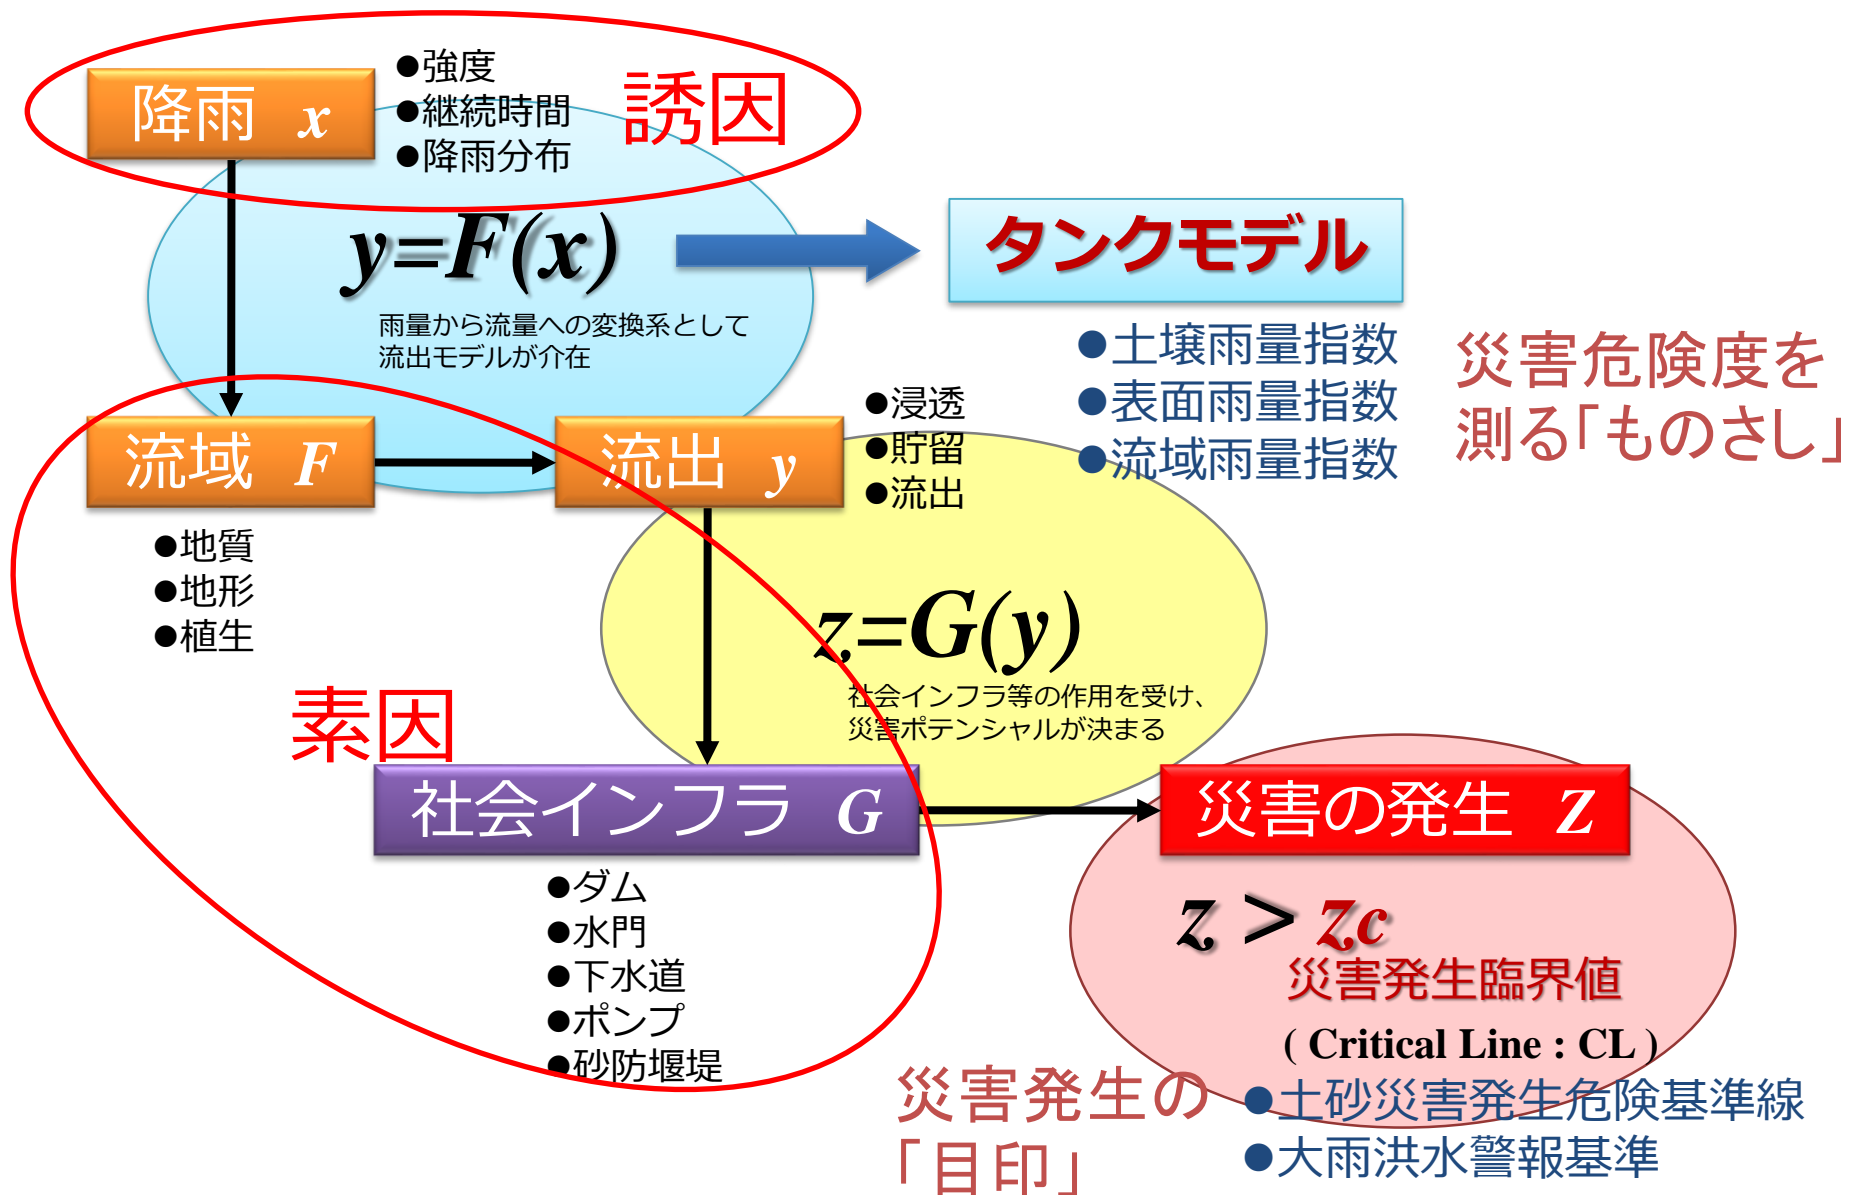 降雨 x
●強度
●継続時間
●降雨分布
誘因
y=F(x)
雨量から流量への変換系として
流出モデルが介在
タンクモデル
●土壌雨量指数
●表面雨量指数
●流域雨量指数
災害危険度を
測る「ものさし」
流域 F
流出 y
●浸透
●貯留
●流出
●地質
●地形
●植生
素因
z=G(y)
社会インフラ等の作用を受け、
災害ポテンシャルが決まる
社会インフラ G
災害の発生 Z
●ダム
●水門
●下水道
●ポンプ
●砂防堰堤
z > zc
災害発生臨界値
( Critical Line : CL )
災害発生の
「目印」
●土砂災害発生危険基準線
●大雨洪水警報基準